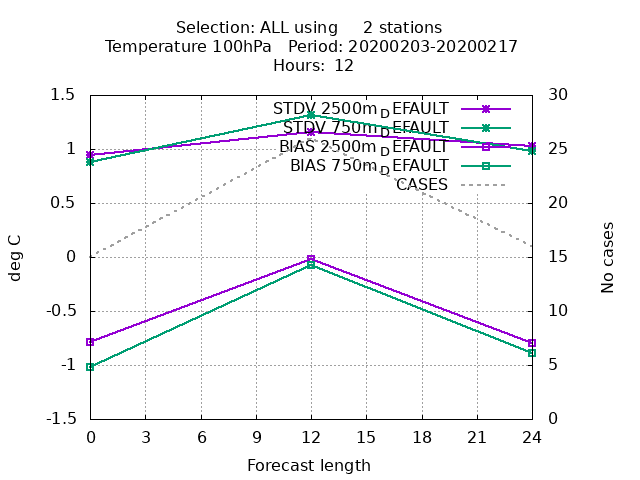 Selection: ALL using     2 stations
Temperature 100hPa   Period: 20200203-20200217
Hours: 12
STDV 2500m_DEFAULT
STDV 750m_DEFAULT
BIAS 2500m_DEFAULT
BIAS 750m_DEFAULT
CASES
1.5
1
0.5
0
-0.5
-1
-1.5
deg C
30
25
20
15
10
5
0
No cases
0 3 6 9 12 15 18 21 24
Forecast length